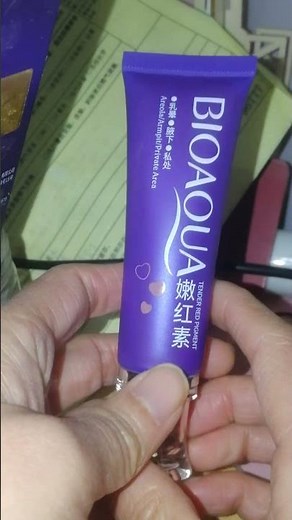 BIOAQUA
●乳晕●腋下●私处
Areola/Armpit/Private Area
TENDER RED PIGMENT
嫩红素